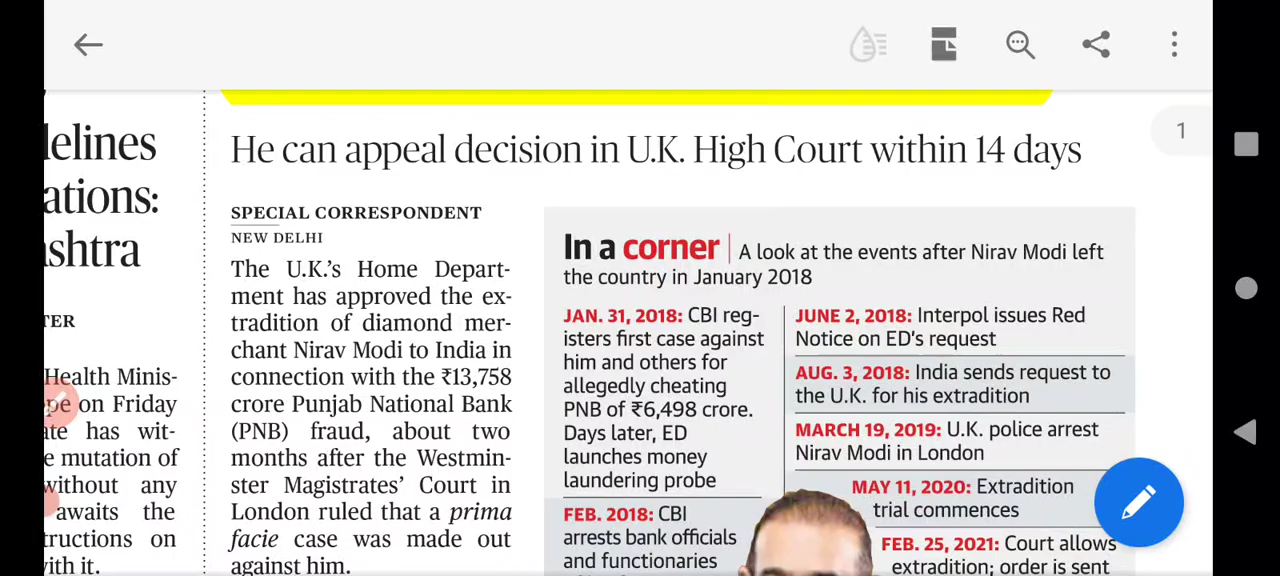 1
lelines
ations:
shtra
TER
Health Minis-
pe on Friday
ate has wit-
e mutation of
without any
awaits the
tructions on
vith it.
He can appeal decision in U.K. High Court within 14 days
SPECIAL CORRESPONDENT
NEW DELHI
The U.K.'s Home Depart-
ment has approved the ex-
tradition of diamond mer-
chant Nirav Modi to India in
connection with the ₹13,758
crore Punjab National Bank
(PNB) fraud, about two
months after the Westmin-
ster Magistrates' Court in
London ruled that a prima
facie case was made out
against him.
In a corner | A look at the events after Nirav Modi left
the country in January 2018
JAN. 31, 2018: CBI reg-
isters first case against
him and others for
allegedly cheating
PNB of ₹6,498 crore.
Days later, ED
launches money
laundering probe
FEB. 2018: CBI
arrests bank officials
and functionaries
JUNE 2, 2018: Interpol issues Red
Notice on ED's request
AUG. 3, 2018: India sends request to
the U.K. for his extradition
MARCH 19, 2019: U.K. police arrest
Nirav Modi in London
MAY 11, 2020: Extradition
trial commences
FEB. 25, 2021: Court allows
extradition; order is sent